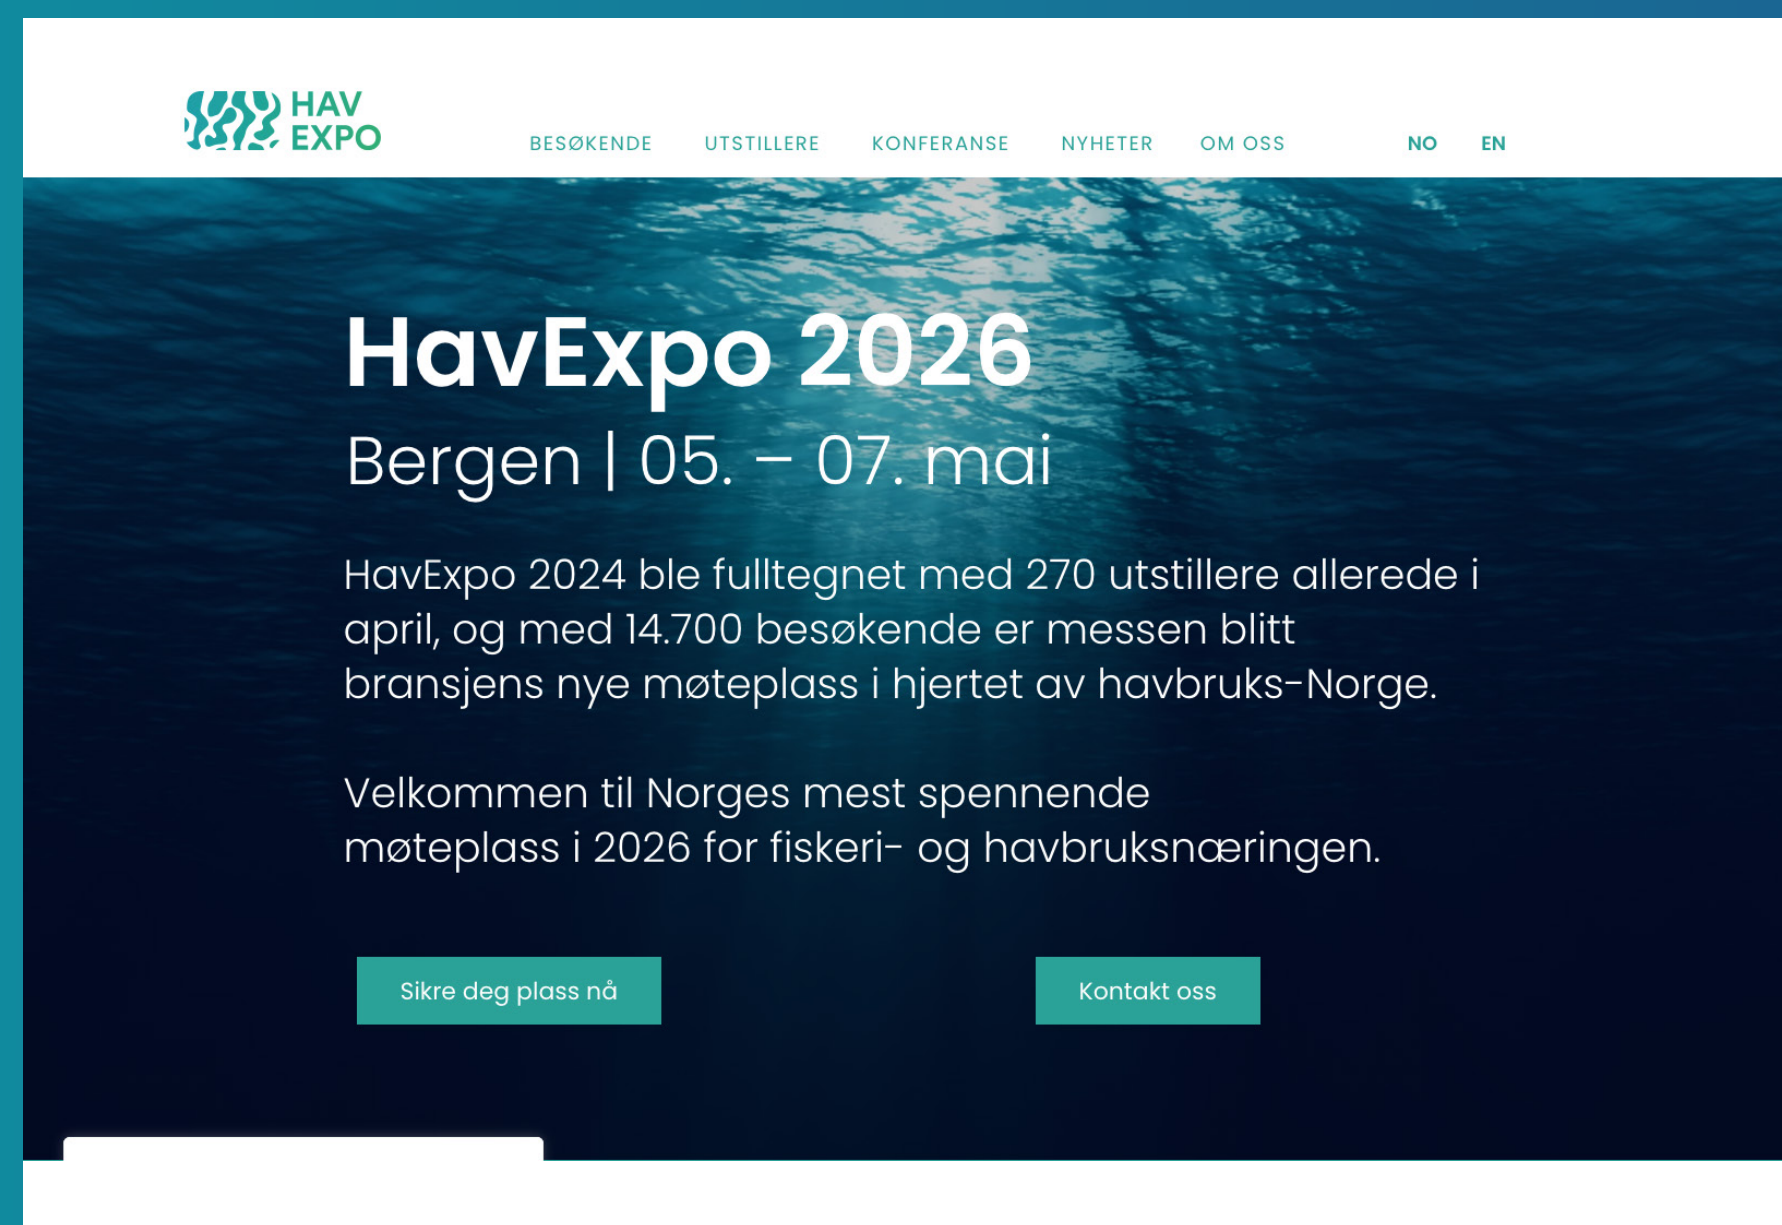 HAV
EXPO
BESØKENDE UTSTILLERE KONFERANSE NYHETER OM OSS NO EN
HavExpo 2026
Bergen | 05. – 07. mai
HavExpo 2024 ble fulltegnet med 270 utstillere allerede i
april, og med 14.700 besøkende er messen blitt
bransjens nye møteplass i hjertet av havbruks-Norge.
Velkommen til Norges mest spennende
møteplass i 2026 for fiskeri- og havbruksnæringen.
Sikre deg plass nå Kontakt oss